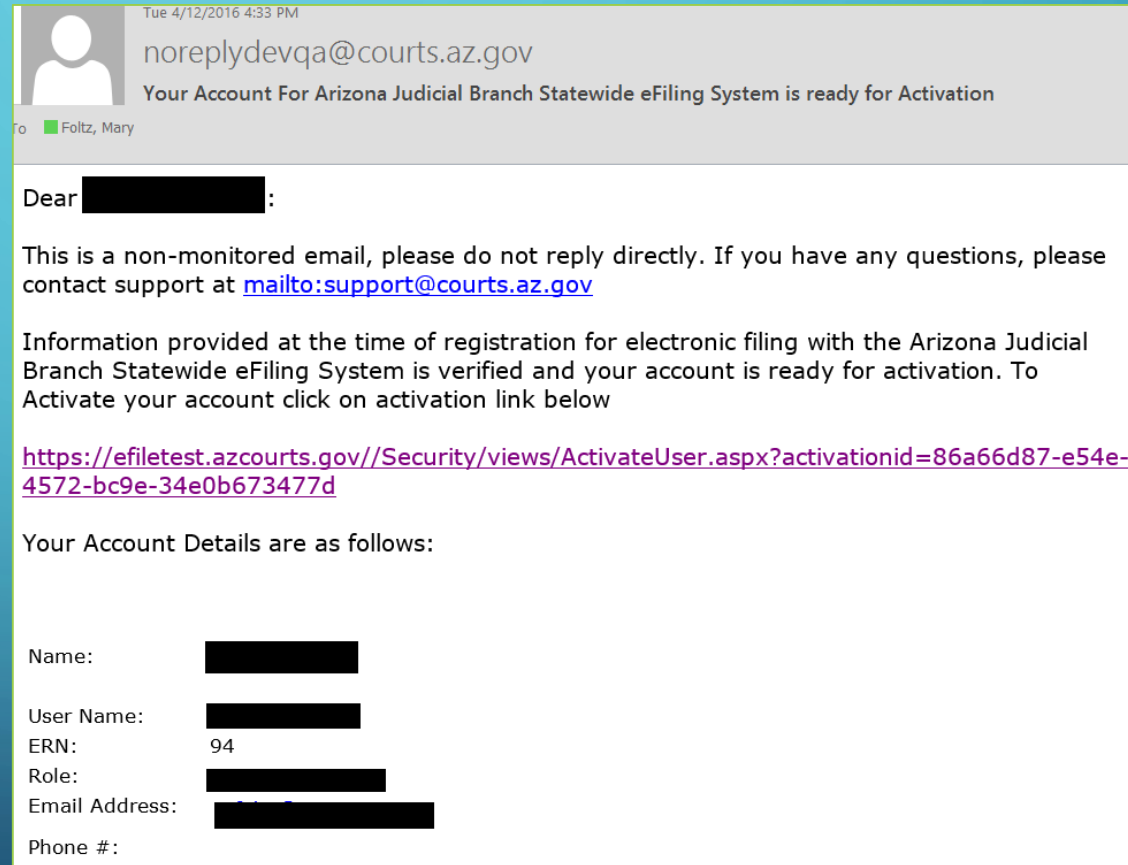 Tue 4/12/2016 4:33 PM
noreplydevqa@courts.az.gov
Your Account For Arizona Judicial Branch Statewide eFiling System is ready for Activation
To Foltz, Mary
Dear :
This is a non-monitored email, please do not reply directly. If you have any questions, please
contact support at mailto:support@courts.az.gov
Information provided at the time of registration for electronic filing with the Arizona Judicial
Branch Statewide eFiling System is verified and your account is ready for activation. To
Activate your account click on activation link below
https://efiletest.azcourts.gov//Security/views/ActivateUser.aspx?activationid=86a66d87-e54e-
4572-bc9e-34e0b673477d
Your Account Details are as follows:
Name:
User Name:
ERN: 94
Role:
Email Address:
Phone #: